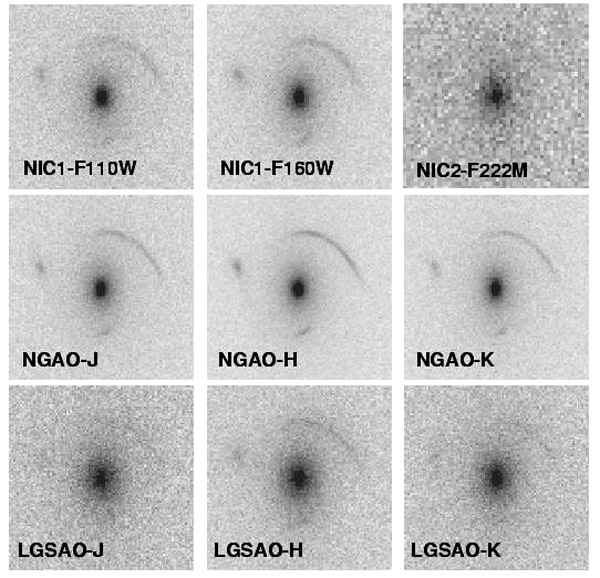 NIC1-F110W
NIC1-F160W
NIC2-F222M
NGAO-J
NGAO-H
NGAO-K
LGSAO-J
LGSAO-H
LGSAO-K